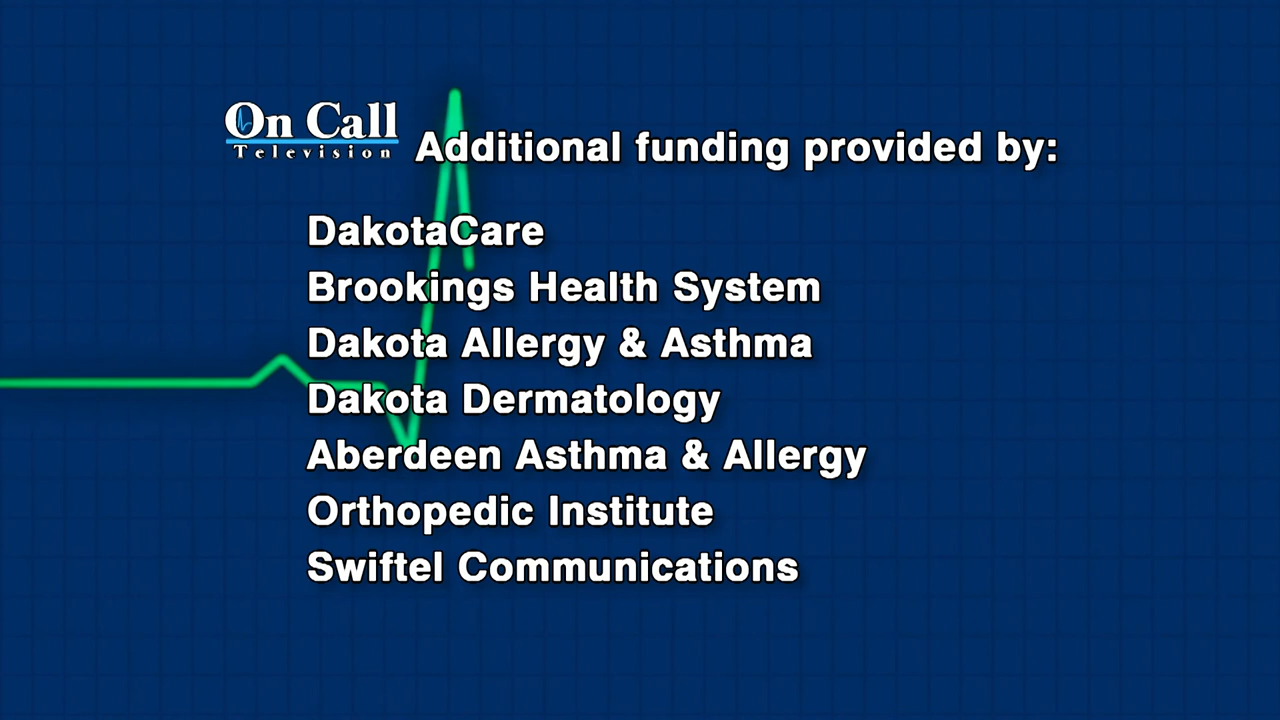 On Call
Television
Additional funding provided by:
DakotaCare
Brookings Health System
Dakota Allergy & Asthma
Dakota Dermatology
Aberdeen Asthma & Allergy
Orthopedic Institute
Swiftel Communications